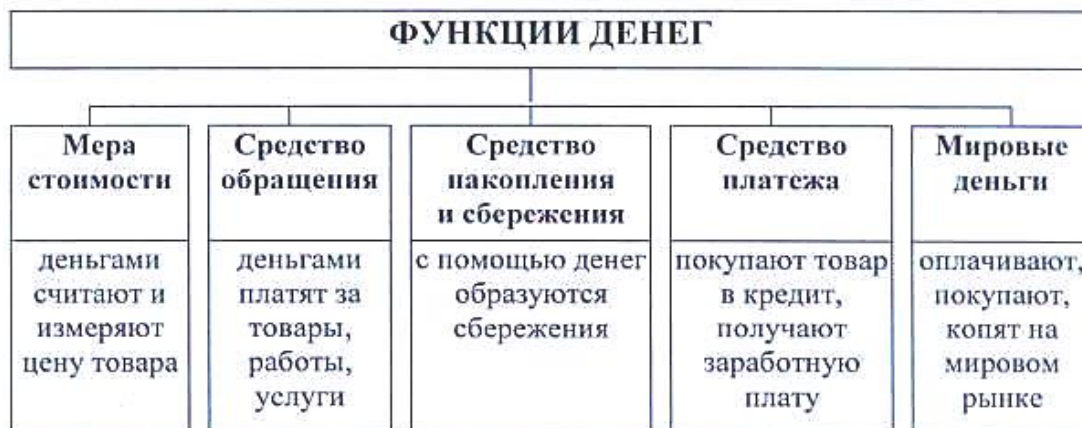 ФУНКЦИИ ДЕНЕГ
Мера
стоимости
деньгами
считают и
измеряют
цену товара
Средство
обращения
деньгами
платят за
товары,
работы,
услуги
Средство
накопления
и сбережения
с помощью денег
образуются
сбережения
Средство
платежа
покупают товар
в кредит,
получают
заработную
плату
Мировые
деньги
оплачивают,
покупают,
копят на
мировом
рынке